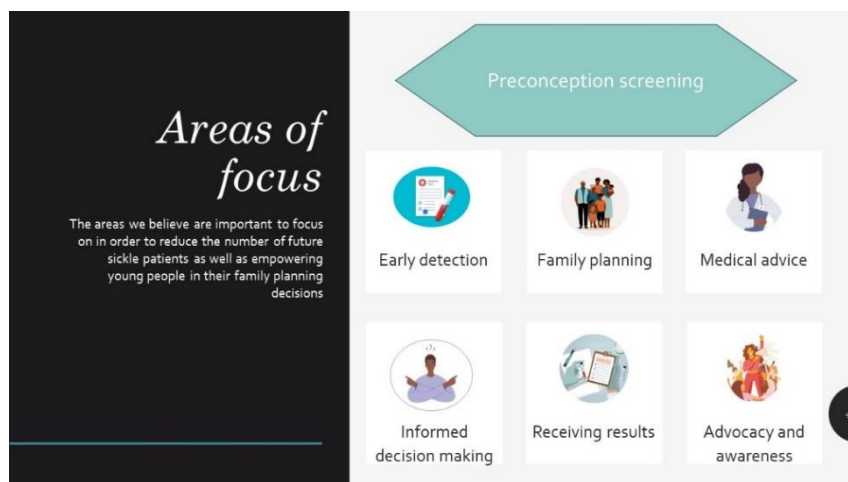 Areas of
focus
The areas we believe are important to focus
on in order to reduce the number of future
sickle patients as well as empowering
young people in their family planning
decisions
Preconception screening
Early detection
Family planning
Medical advice
Informed
decision making
Receiving results
Advocacy and
awareness